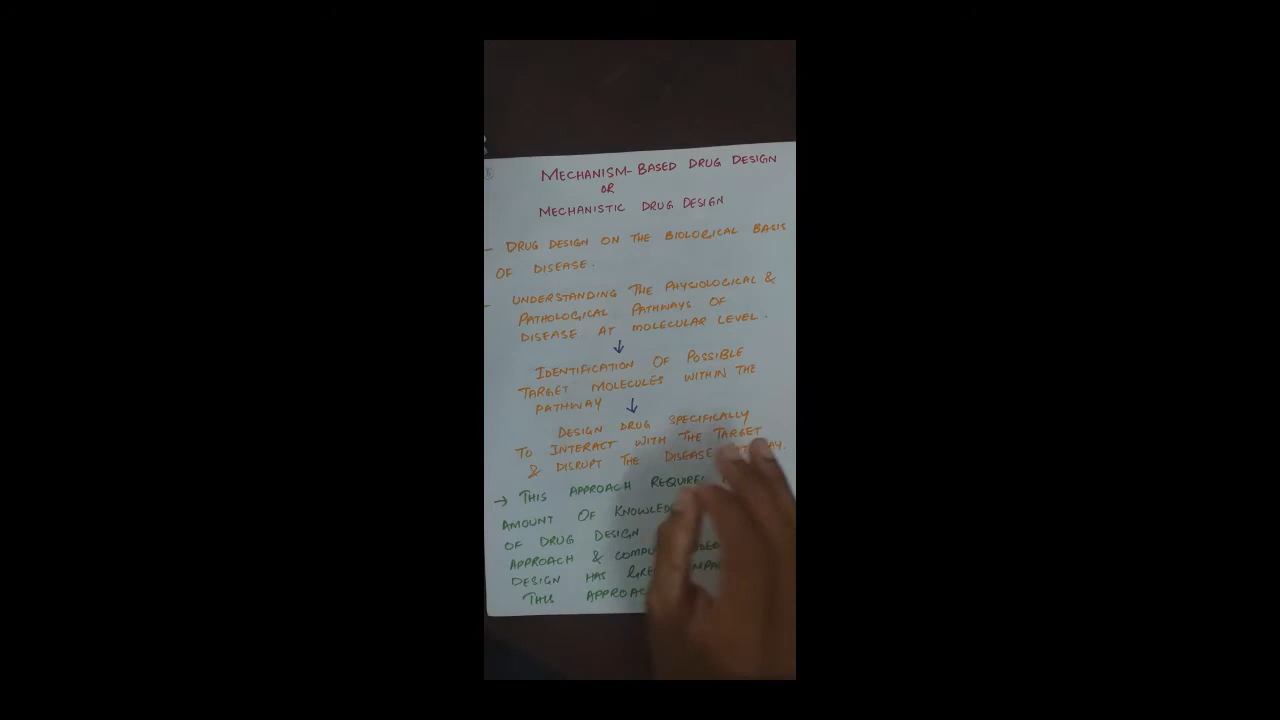 MECHANISM-BASED DRUG DESIGN
OR
MECHANISTIC DRUG DESIGN
- DRUG DESIGN ON THE BIOLOGICAL BASIS
OF DISEASE.
- UNDERSTANDING THE PHYSIOLOGICAL &
PATHOLOGICAL PATHWAYS OF
DISEASE AT MOLECULAR LEVEL.
↓
IDENTIFICATION OF POSSIBLE
TARGET MOLECULES WITHIN THE
PATHWAY
↓
DESIGN DRUG SPECIFICALLY
TO INTERACT WITH THE TARGET
& DISRUPT THE DISEASE
→ THIS APPROACH
AMOUNT OF
OF DRUG DESIGN
APPROACH &
DESIGN HAS
THIS